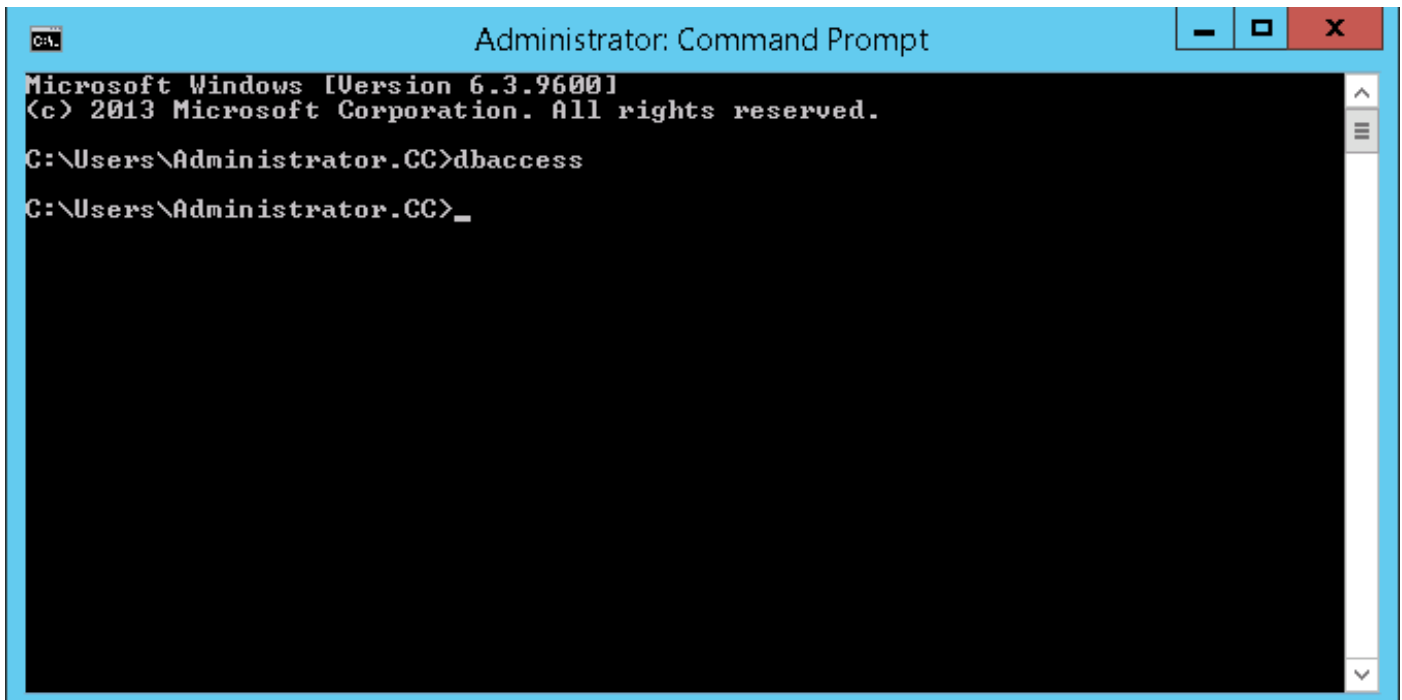 Administrator: Command Prompt
Microsoft Windows [Version 6.3.9600]
(c) 2013 Microsoft Corporation. All rights reserved.
C:\Users\Administrator.CC>dbaccess
C:\Users\Administrator.CC>_